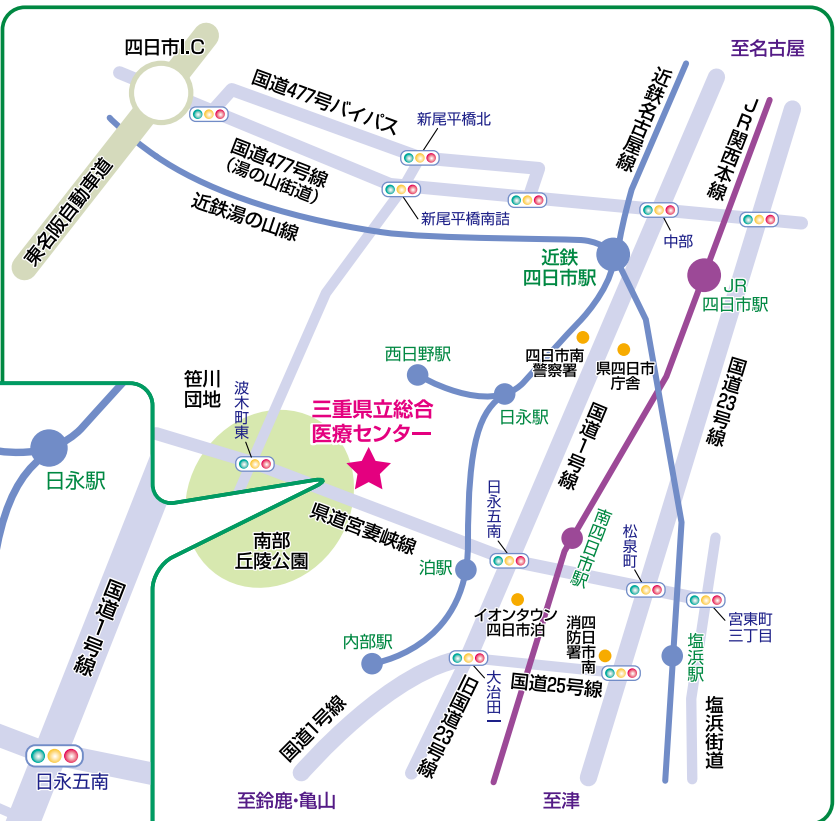 四日市I.C
至名古屋
国道477号バイパス
新尾平橋北
近鉄名古屋線
JR関西本線
国道477号線
(湯の山街道)
東名阪自動車道
近鉄湯の山線
新尾平橋南詰
中部
近鉄
四日市駅
JR
四日市駅
西日野駅
四日市南
警察署
県四日市
庁舎
国道23号線
笹川
団地
波木町東
三重県立総合
医療センター
日永駅
国道1号線
日永駅
日永五南
県道宮妻峡線
南四日市駅
松泉町
南部
丘陵公園
泊駅
イオンタウン
四日市泊
宮東町
三丁目
国道1号線
内部駅
四日市南
消防署
塩浜駅
大治田一
国道25号線
国道1号線
旧国道23号線
塩浜街道
日永五南
至鈴鹿・亀山
至津